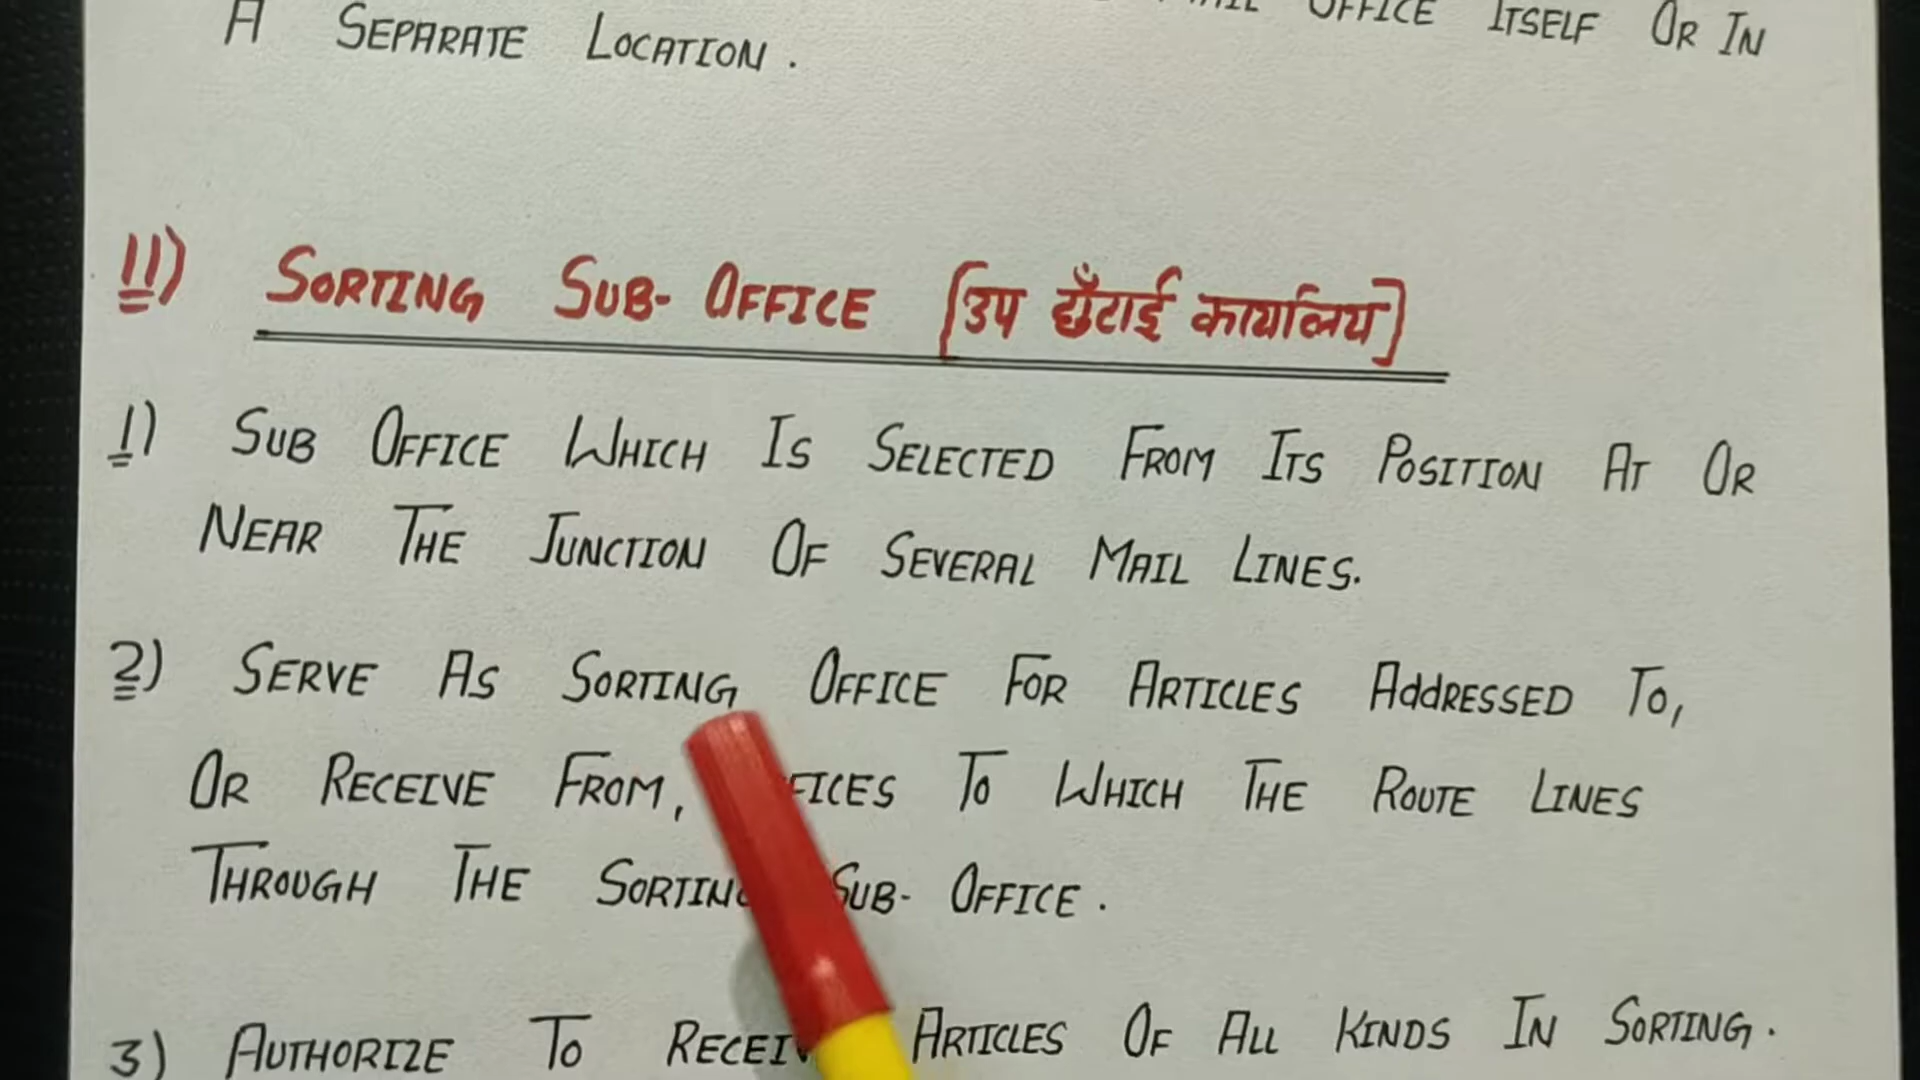 A SEPARATE LOCATION.
OFFICE ITSELF OR IN
11) SORTING SUB-OFFICE [उप छँटाई कार्यालय]
1) SUB OFFICE WHICH IS SELECTED FROM ITS POSITION AT OR
NEAR THE JUNCTION OF SEVERAL MAIL LINES.
2) SERVE AS SORTING OFFICE FOR ARTICLES ADDRESSED TO,
OR RECEIVE FROM, TO WHICH THE ROUTE LINES
THROUGH THE SUB-OFFICE.
3) AUTHORIZE TO ARTICLES OF ALL KINDS IN SORTING.